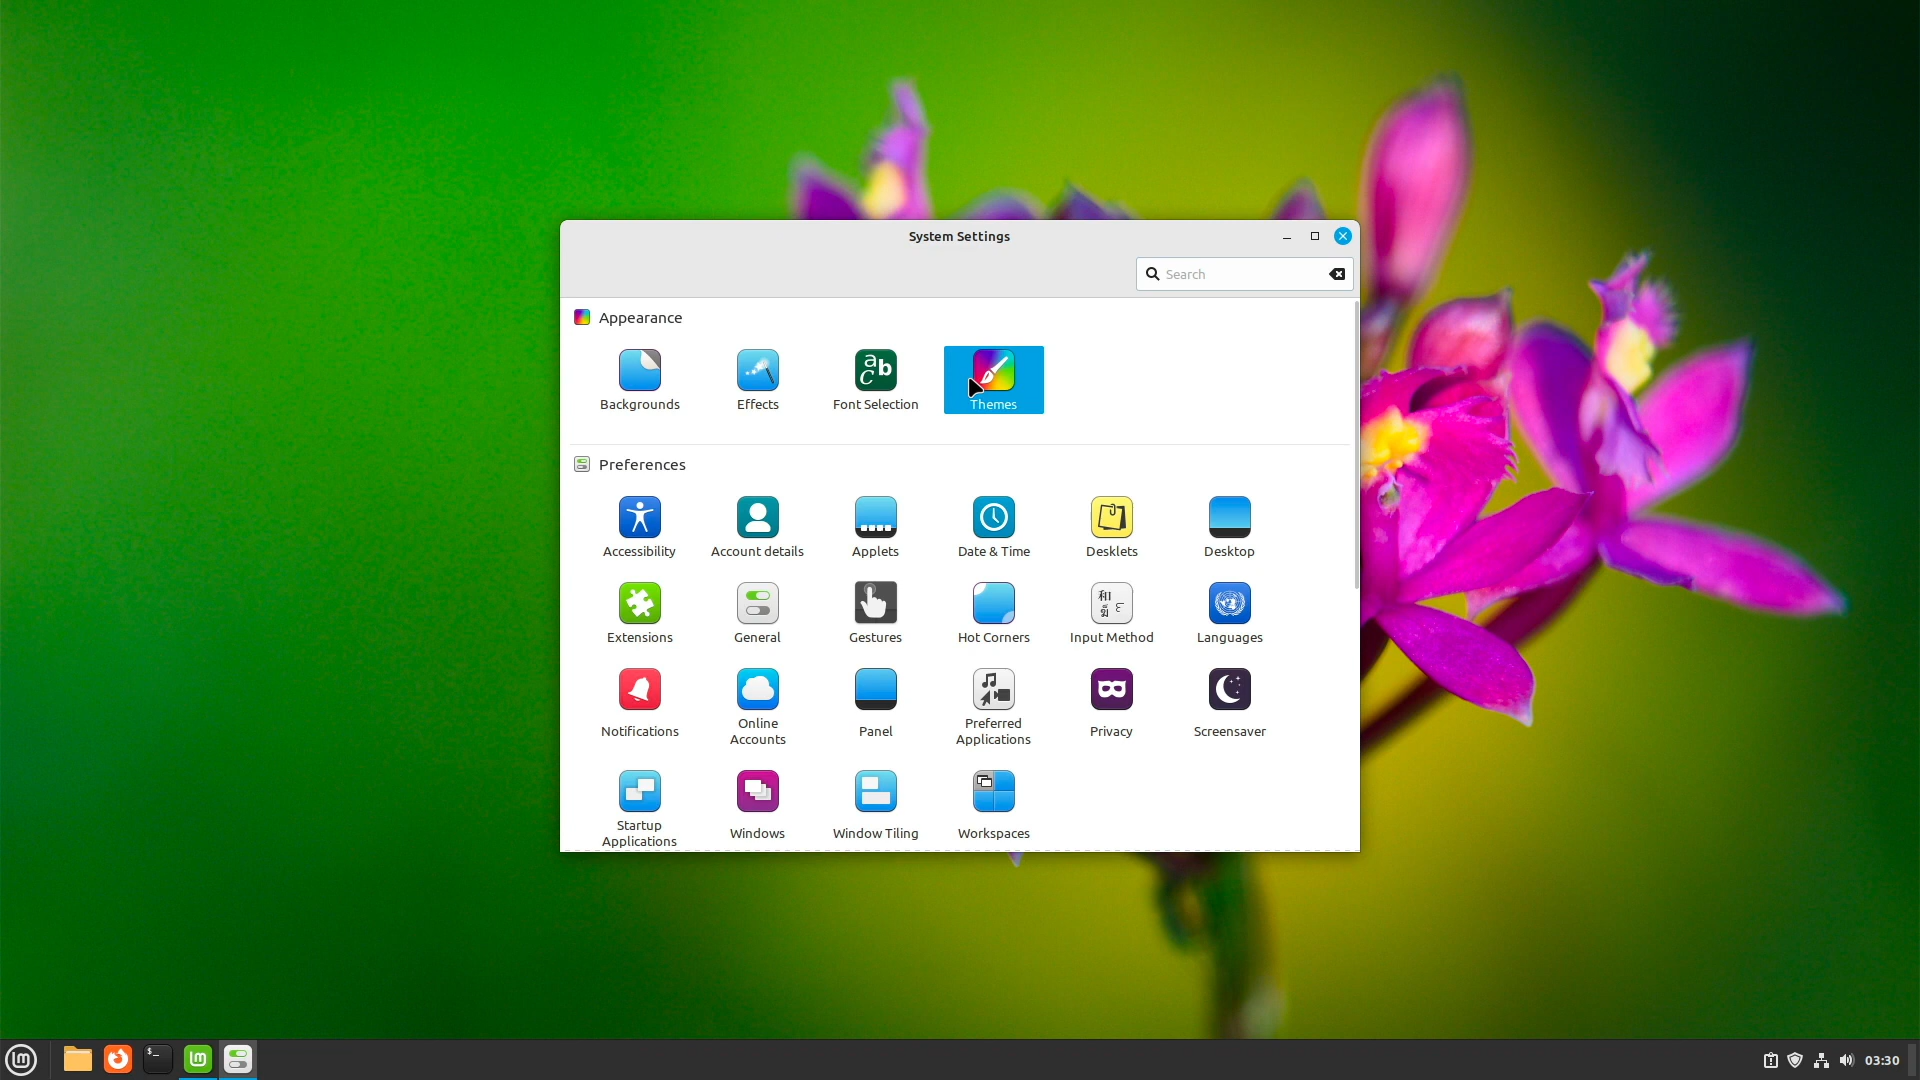 System Settings
Search
Appearance
Backgrounds
Effects
Font Selection
Themes
Preferences
Accessibility
Account details
Applets
Date & Time
Desklets
Desktop
Extensions
General
Gestures
Hot Corners
Input Method
Languages
Notifications
Online
Accounts
Panel
Preferred
Applications
Privacy
Screensaver
Startup
Applications
Windows
Window Tiling
Workspaces
03:30